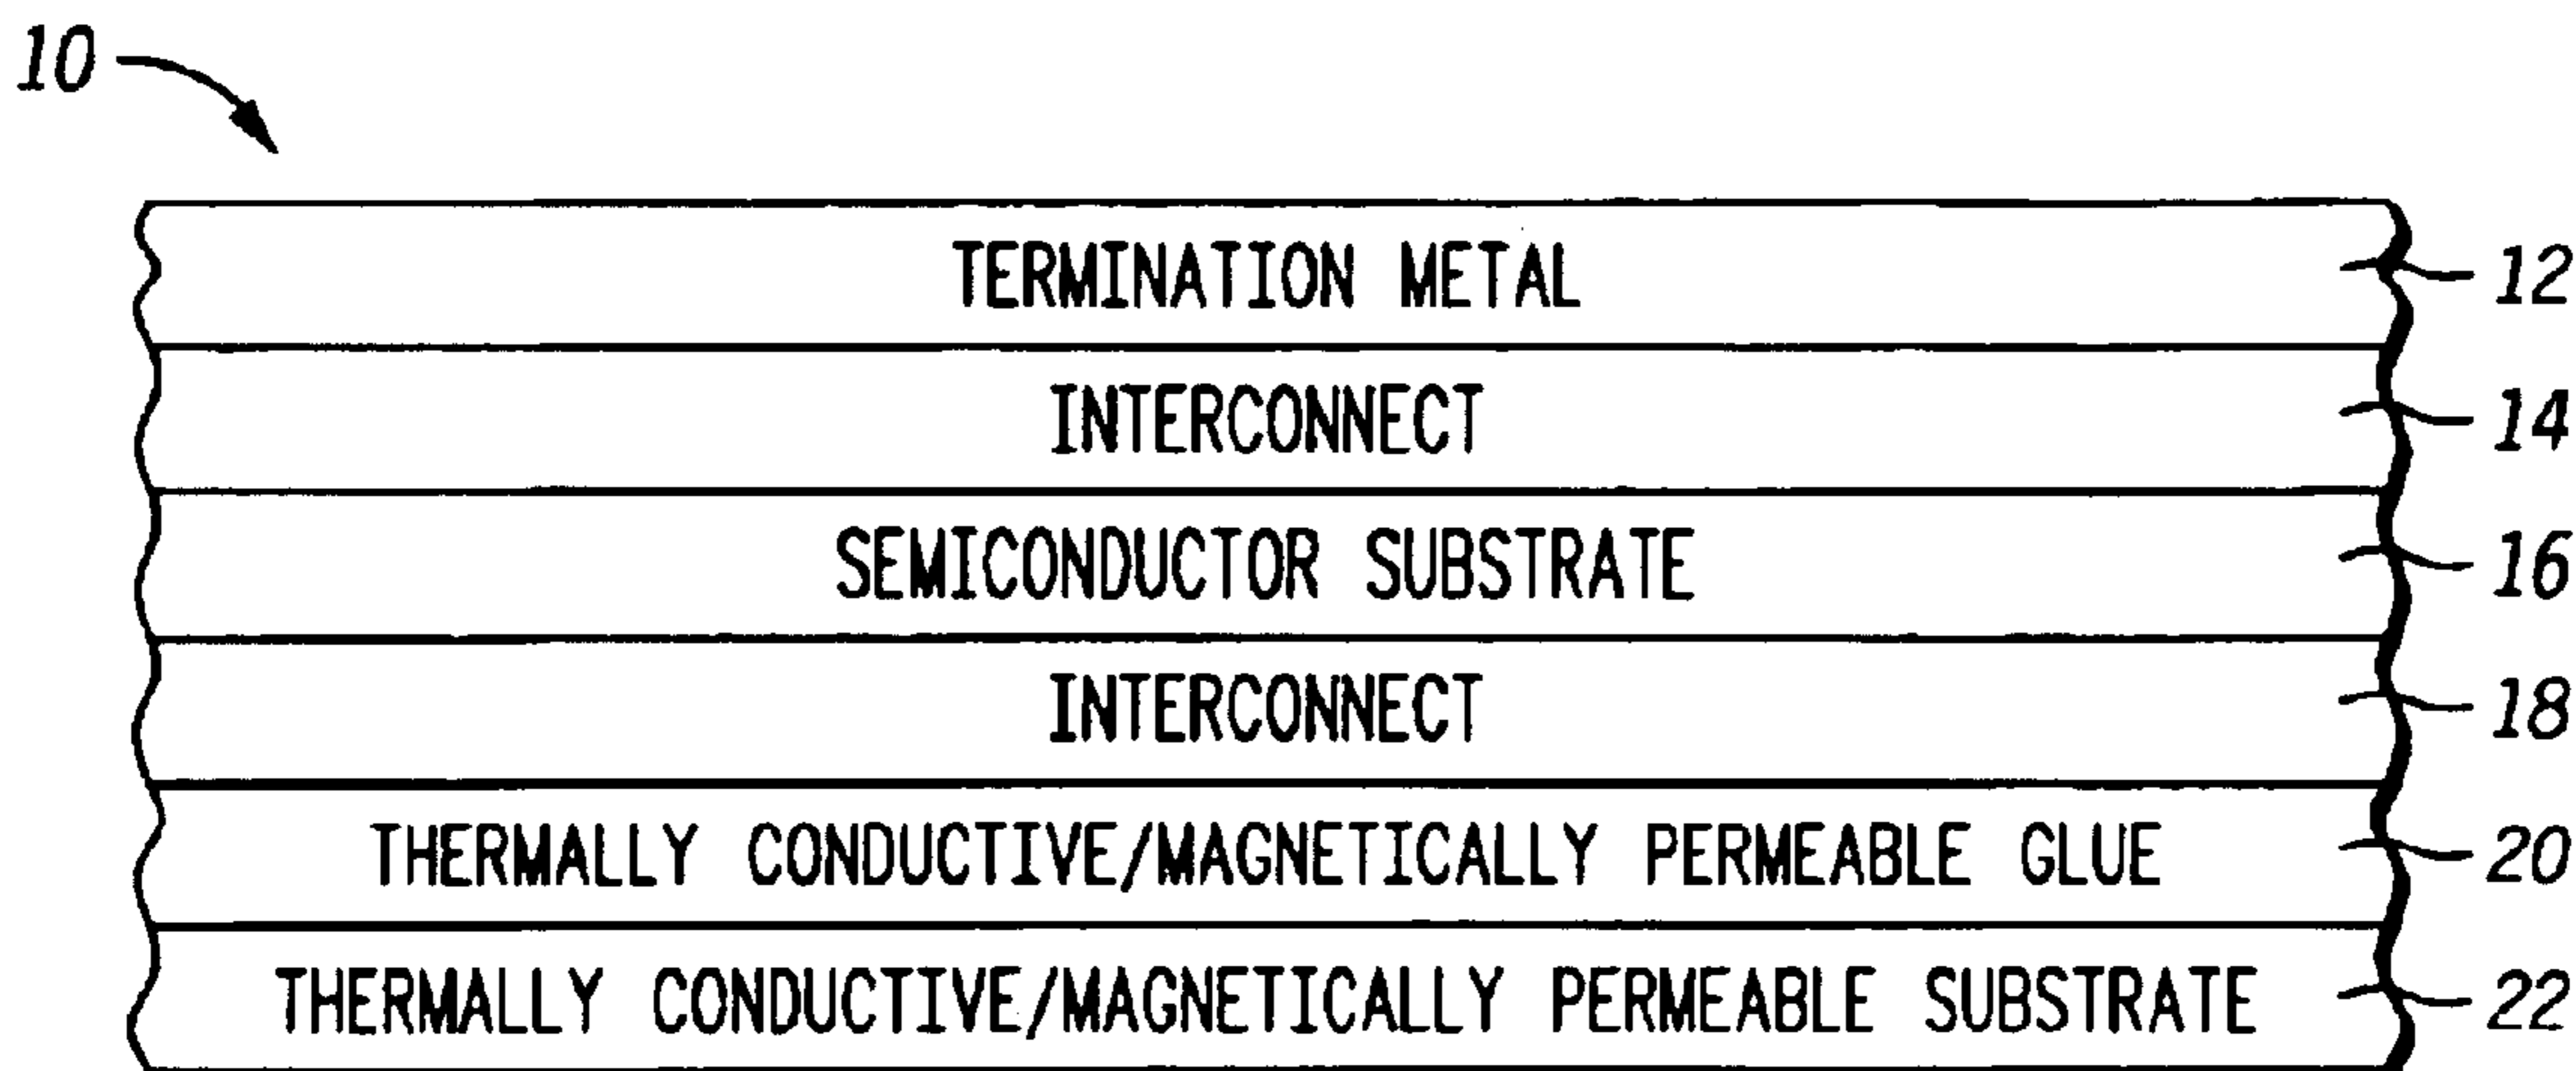 10
TERMINATION METAL 12
INTERCONNECT 14
SEMICONDUCTOR SUBSTRATE 16
INTERCONNECT 18
THERMALLY CONDUCTIVE/MAGNETICALLY PERMEABLE GLUE 20
THERMALLY CONDUCTIVE/MAGNETICALLY PERMEABLE SUBSTRATE 22